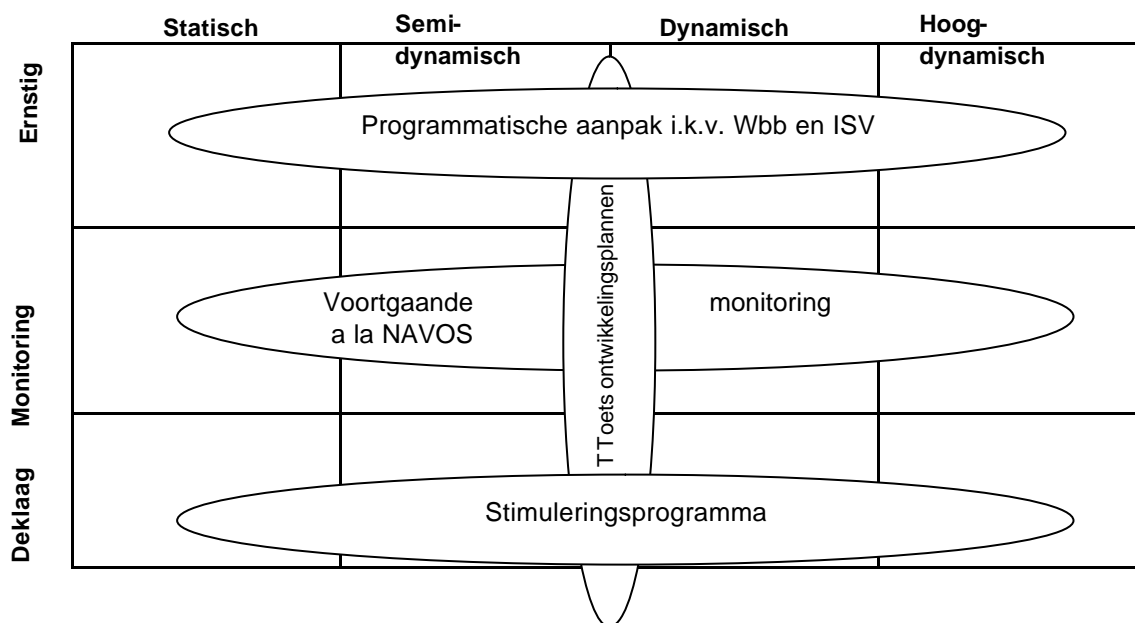 Statisch
Semi-
dynamisch
Dynamisch
Hoog-
dynamisch
Ernstig
Programmatische aanpak i.k.v. Wbb en ISV
T Toets ontwikkelingsplannen
Monitoring
Voortgaande
a la NAVOS
monitoring
Deklaag
Stimuleringsprogramma